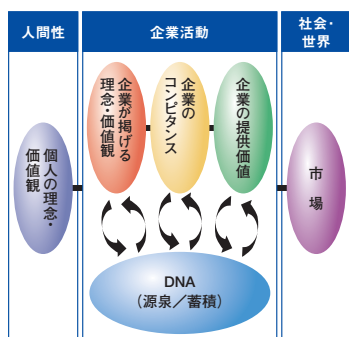 人間性
企業活動
社会・
世界
個人の理念・
価値観
企業が掲げる
理念・価値観
企業の
コンピタンス
企業の提供価値
市場
DNA
（源泉／蓄積）